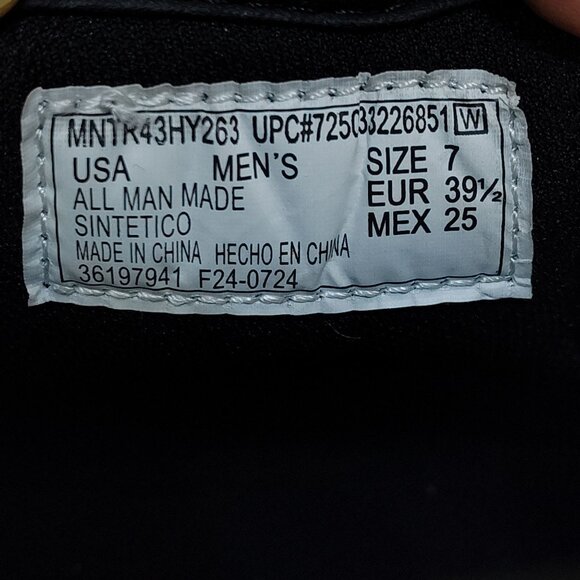 MNTR43HY263 UPC#725033226851 W
USA MEN'S SIZE 7
ALL MAN MADE EUR 39½
SINTETICO MEX 25
MADE IN CHINA HECHO EN CHINA
36197941 F24-0724